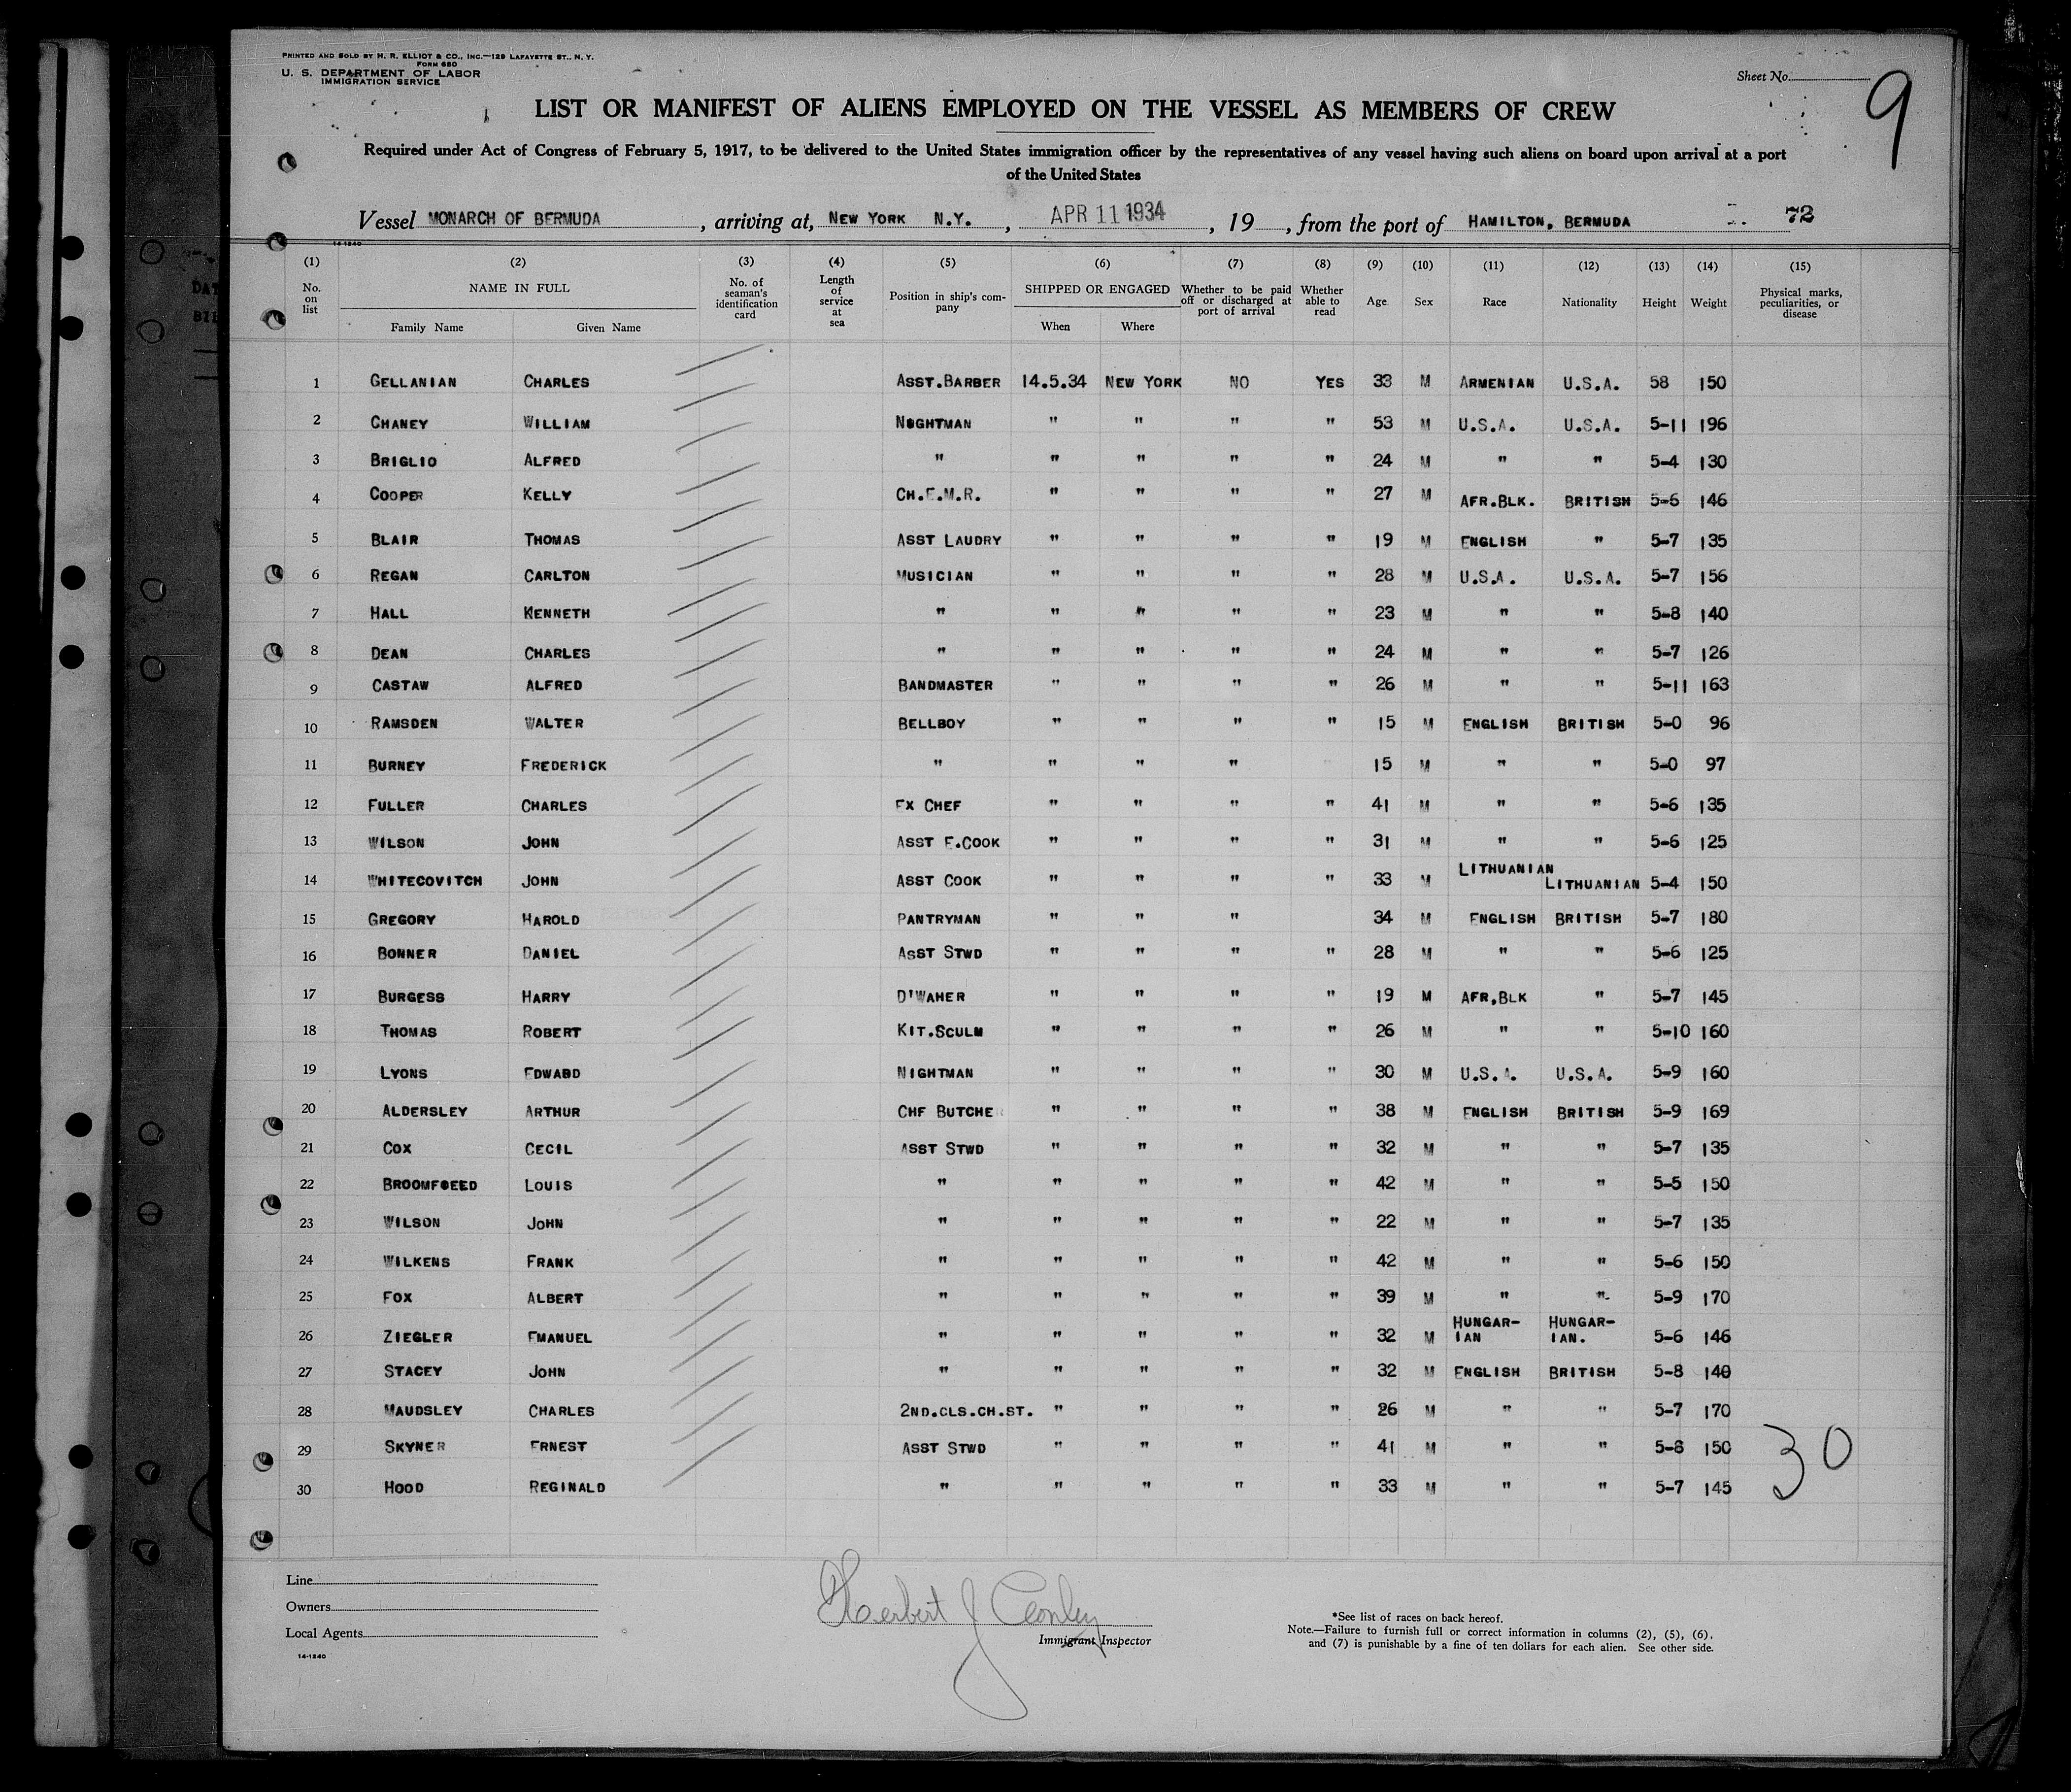 PRINTED AND SOLD BY H. R. ELLIOT & CO., INC.—129 LAFAYETTE ST., N. Y.
FORM 680
U. S. DEPARTMENT OF LABOR
IMMIGRATION SERVICE
Sheet No.
9
LIST OR MANIFEST OF ALIENS EMPLOYED ON THE VESSEL AS MEMBERS OF CREW
Required under Act of Congress of February 5, 1917, to be delivered to the United States immigration officer by the representatives of any vessel having such aliens on board upon arrival at a port
of the United States
Vessel MONARCH OF BERMUDA, arriving at, NEW YORK N.Y., APR 11 1934, 19, from the port of HAMILTON, BERMUDA 72
14-1240
(1) (2) (3) (4) (5) (6) (7) (8) (9) (10) (11) (12) (13) (14) (15)
No. on list NAME IN FULL Family Name Given Name No. of seaman's identification card Length of service at sea Position in ship's company SHIPPED OR ENGAGED When Where Whether to be paid off or discharged at port of arrival Whether able to read Age Sex Race Nationality Height Weight Physical marks, peculiarities, or disease
1 GELLANIAN CHARLES ASST.BARBER 14.5.34 NEW YORK NO YES 33 M ARMENIAN U.S.A. 58 150
2 CHANEY WILLIAM NOGHTMAN " " " " 53 M U.S.A. U.S.A. 5-11 196
3 BRIGLIO ALFRED " " " " " 24 M " " 5-4 130
4 COOPER KELLY CH.E.M.R. " " " " 27 M AFR.BLK. BRITISH 5-6 146
5 BLAIR THOMAS ASST LAUDRY " " " " 19 M ENGLISH " 5-7 135
6 REGAN CARLTON MUSICIAN " " " " 28 M U.S.A. U.S.A. 5-7 156
7 HALL KENNETH " " " " " 23 M " " 5-8 140
8 DEAN CHARLES " " " " " 24 M " " 5-7 126
9 CASTAW ALFRED BANDMASTER " " " " 26 M " " 5-11 163
10 RAMSDEN WALTER BELLBOY " " " " 15 M ENGLISH BRITISH 5-0 96
11 BURNEY FREDERICK " " " " 15 M " " 5-0 97
12 FULLER CHARLES EX CHEF " " " " 41 M " " 5-6 135
13 WILSON JOHN ASST E.COOK " " " " 31 M " " 5-6 125
14 WHITECOVITCH JOHN ASST COOK " " " " 33 M LITHUANIAN LITHUANIAN 5-4 150
15 GREGORY HAROLD PANTRYMAN " " " 34 M ENGLISH BRITISH 5-7 180
16 BONNER DANIEL ASST STWD " " " " 28 M " " 5-6 125
17 BURGESS HARRY D'WAHER " " " " 19 M AFR,BLK " 5-7 145
18 THOMAS ROBERT KIT.SCULM " " " " 26 M " " 5-10 160
19 LYONS EDWABD NIGHTMAN " " " " 30 M U.S.A. U.S.A. 5-9 160
20 ALDERSLEY ARTHUR CHF BUTCHER " " " " 38 M ENGLISH BRITISH 5-9 169
21 COX CECIL ASST STWD " " " " 32 M " " 5-7 135
22 BROOMFOEED LOUIS " " " " " 42 M " " 5-5 150
23 WILSON JOHN " " " " " 22 M " " 5-7 135
24 WILKENS FRANK " " " " " 42 M " " 5-6 150
25 FOX ALBERT " " " " " 39 M " " 5-9 170
26 ZIEGLER EMANUEL " " " " " 32 M HUNGAR-IAN HUNGAR-IAN. 5-6 146
27 STACEY JOHN " " " " " 32 M ENGLISH BRITISH 5-8 140
28 MAUDSLEY CHARLES 2ND.CLS.CH.ST. " " " " 26 M " " 5-7 170
29 SKYNER ERNEST ASST STWD " " " " 41 M " " 5-8 150
30 HOOD REGINALD " " " " " 33 M " " 5-7 145
30
Line
Owners
Local Agents
14-1240
Herbert J Conley
Immigrant Inspector
*See list of races on back hereof.
Note.—Failure to furnish full or correct information in columns (2), (5), (6),
and (7) is punishable by a fine of ten dollars for each alien. See other side.